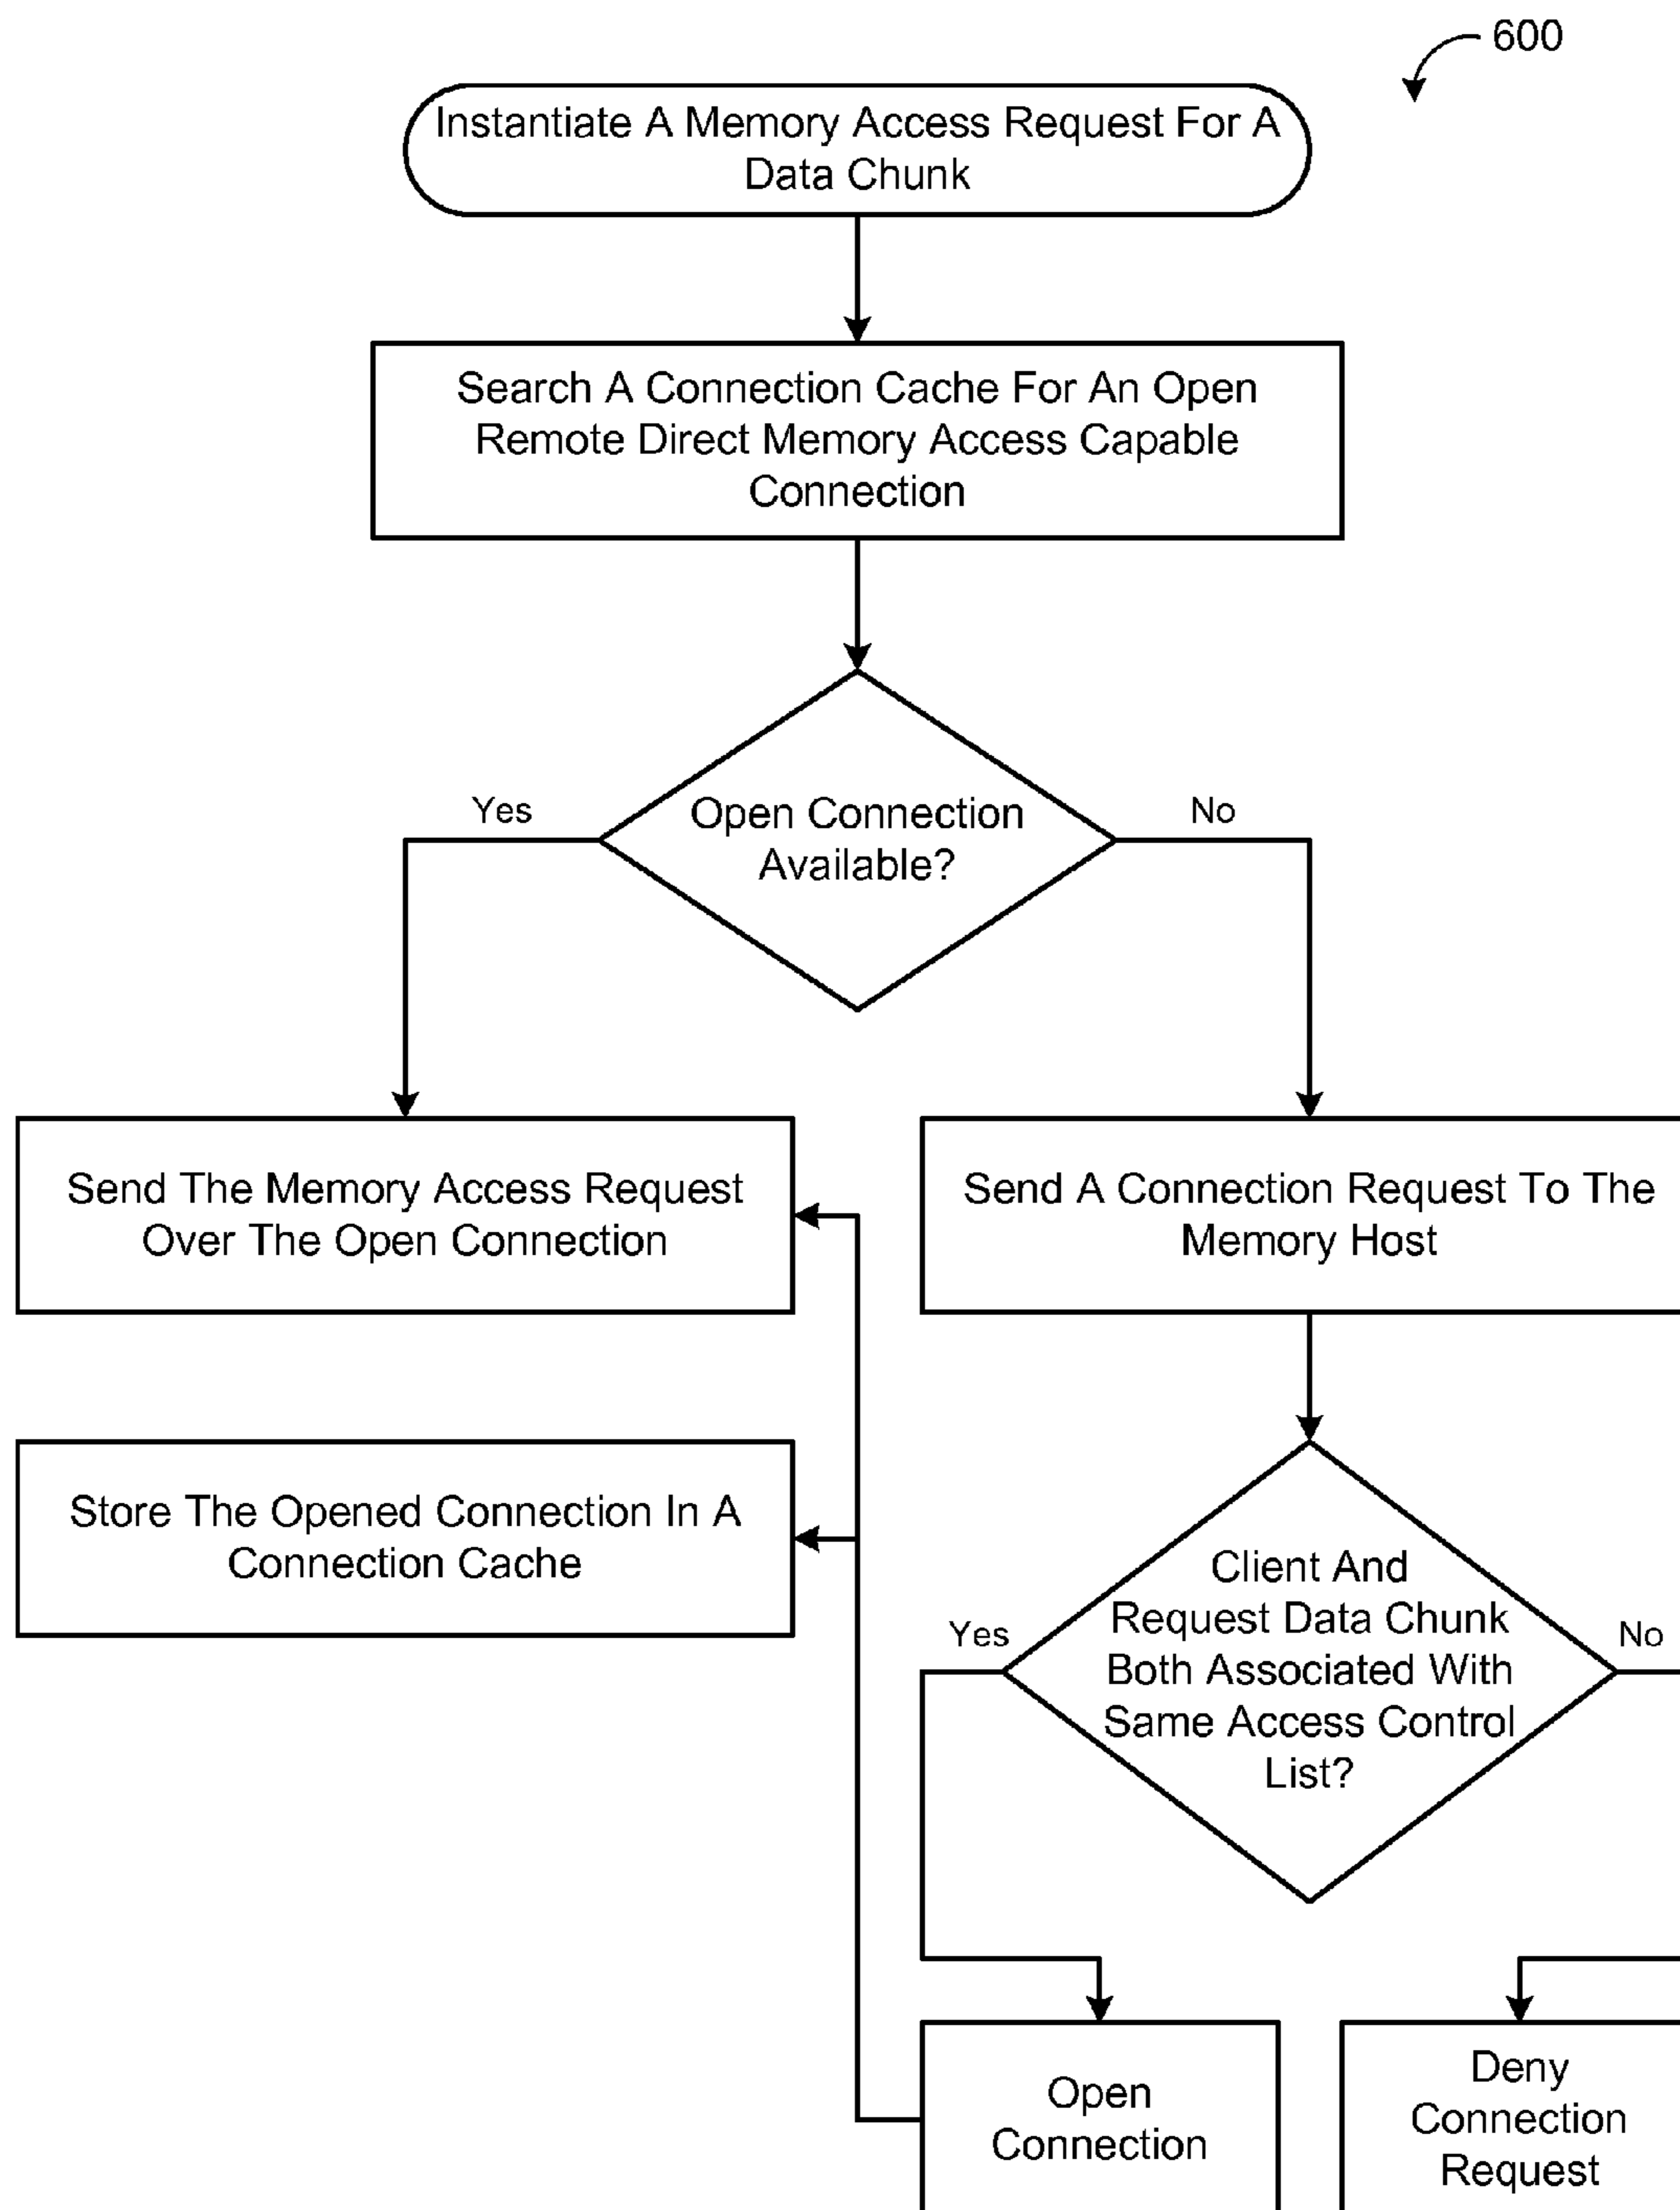 600
Instantiate A Memory Access Request For A
Data Chunk
Search A Connection Cache For An Open
Remote Direct Memory Access Capable
Connection
Open Connection
Available?
Yes
No
Send The Memory Access Request
Over The Open Connection
Send A Connection Request To The
Memory Host
Store The Opened Connection In A
Connection Cache
Client And
Request Data Chunk
Both Associated With
Same Access Control
List?
Yes
No
Open
Connection
Deny
Connection
Request